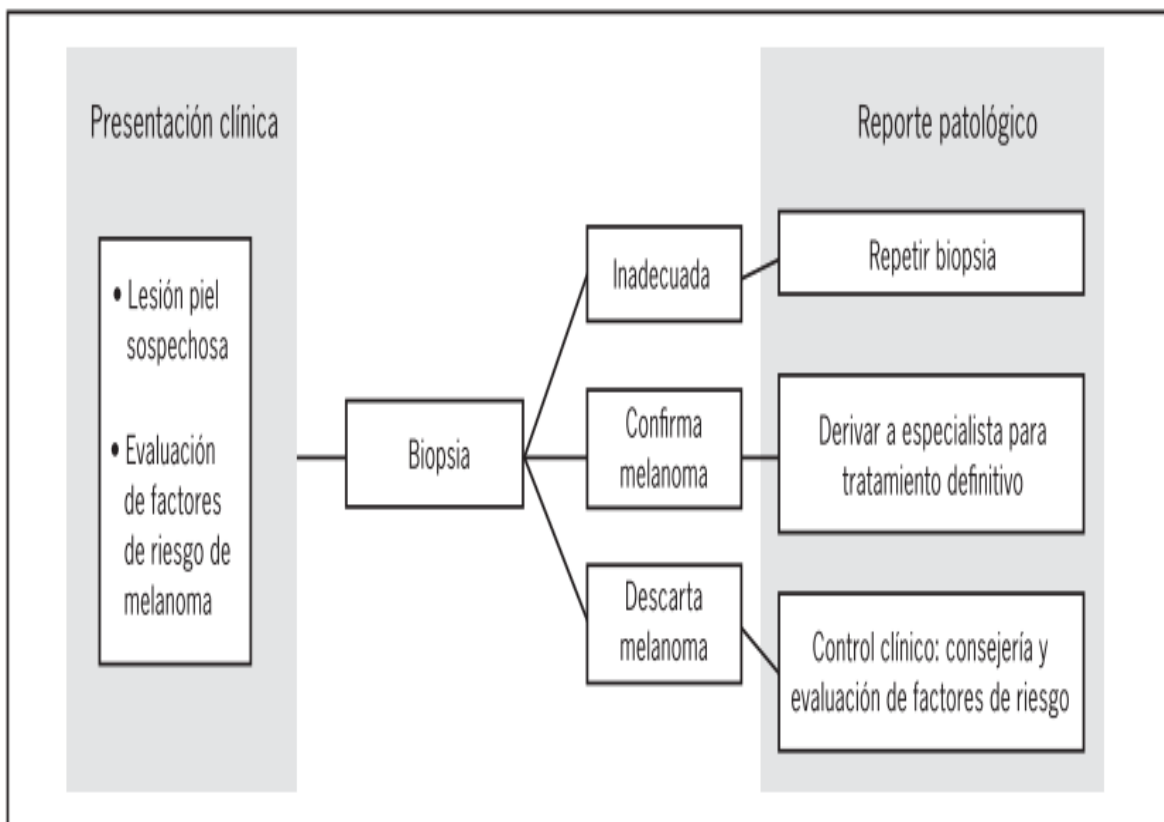 Presentación clínica
• Lesión piel
sospechosa
• Evaluación
de factores
de riesgo de
melanoma
Biopsia
Inadecuada
Confirma
melanoma
Descarta
melanoma
Reporte patológico
Repetir biopsia
Derivar a especialista para
tratamiento definitivo
Control clínico: consejería y
evaluación de factores de riesgo